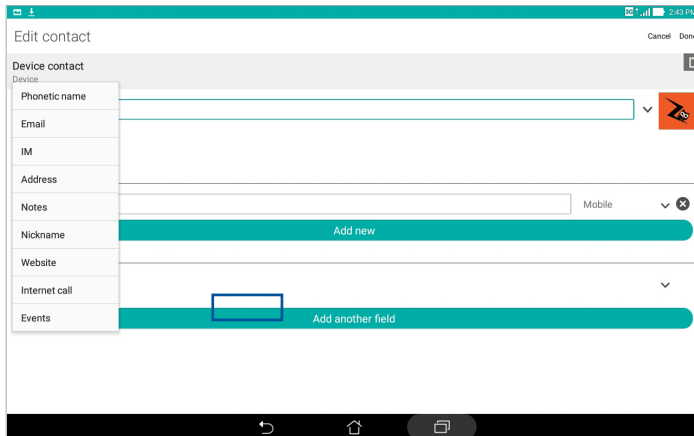 3G 2:43 PM
Edit contact
Cancel Done
Device contact
Device
Phonetic name
Email
IM
Address
Notes
Mobile
Nickname
Add new
Website
Internet call
Events
Add another field